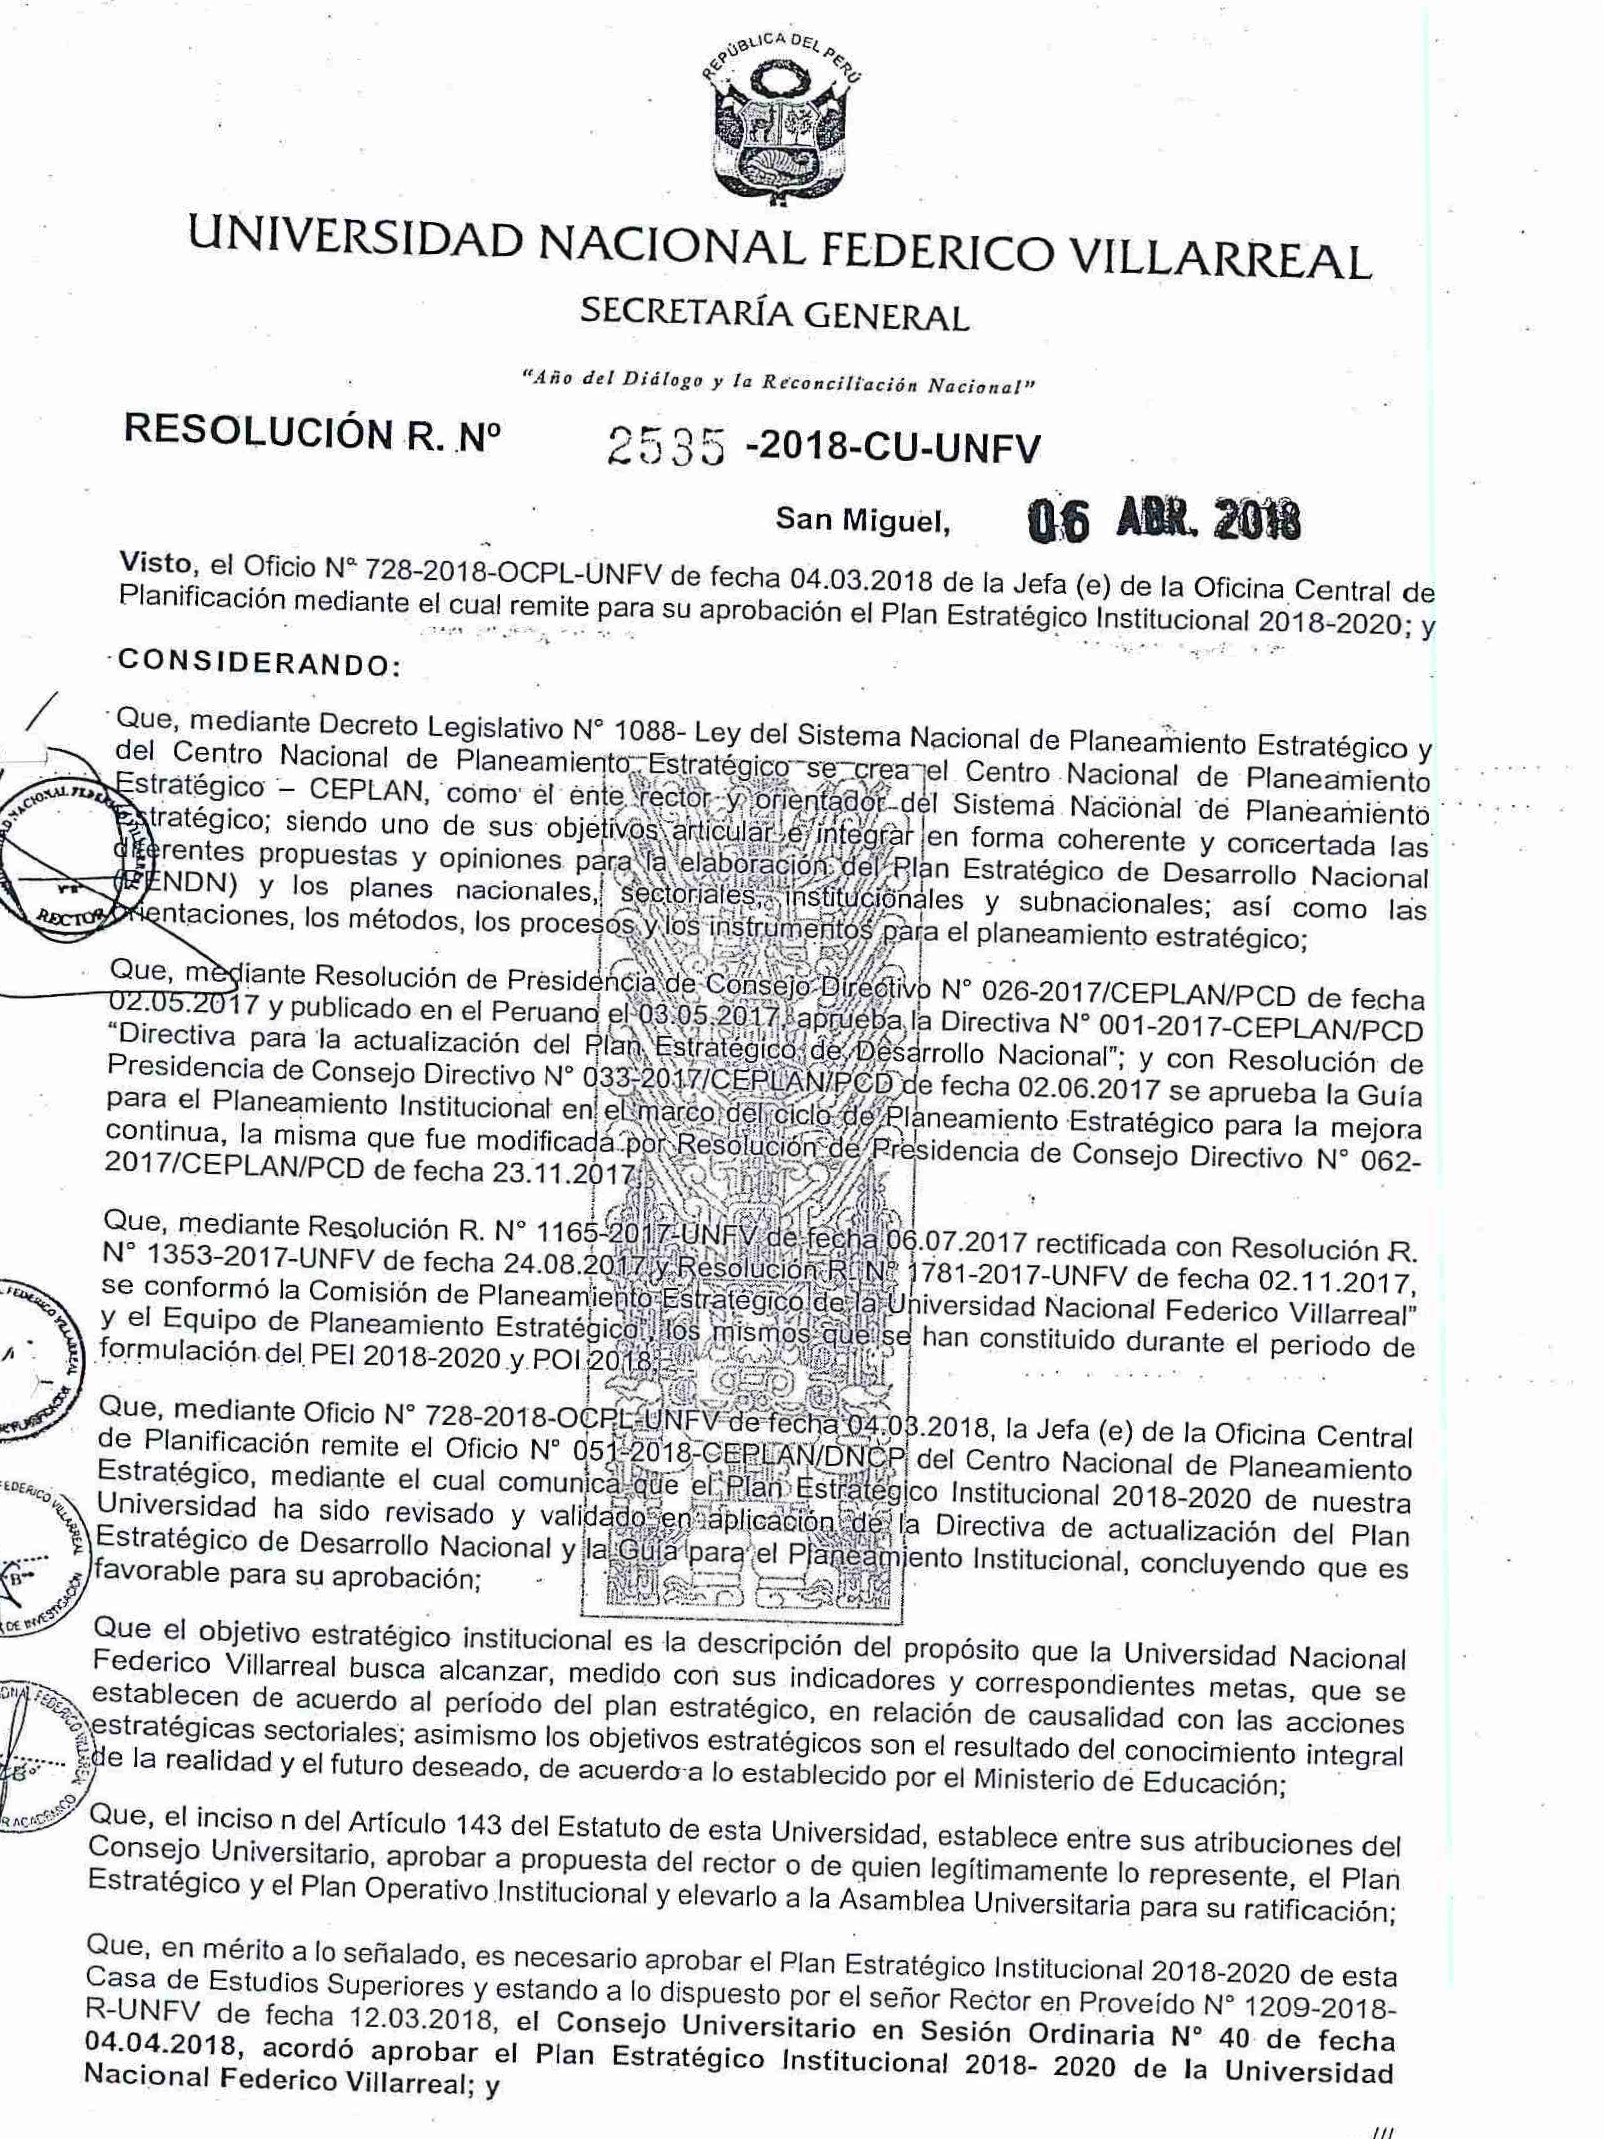 REPÚBLICA DEL PERÚ
UNIVERSIDAD NACIONAL FEDERICO VILLARREAL
SECRETARÍA GENERAL
“Año del Diálogo y la Reconciliación Nacional”
RESOLUCIÓN R. Nº 2535 -2018-CU-UNFV
San Miguel, 06 ABR. 2018
Visto, el Oficio Nº 728-2018-OCPL-UNFV de fecha 04.03.2018 de la Jefa (e) de la Oficina Central de
Planificación mediante el cual remite para su aprobación el Plan Estratégico Institucional 2018-2020; y
CONSIDERANDO:
Que, mediante Decreto Legislativo N° 1088- Ley del Sistema Nacional de Planeamiento Estratégico y
del Centro Nacional de Planeamiento Estratégico se crea el Centro Nacional de Planeamiento
Estratégico – CEPLAN, como el ente rector y orientador del Sistema Nacional de Planeamiento
Estratégico; siendo uno de sus objetivos articular e integrar en forma coherente y concertada las
diferentes propuestas y opiniones para la elaboración del Plan Estratégico de Desarrollo Nacional
(PENDN) y los planes nacionales, sectoriales, institucionales y subnacionales; así como las
orientaciones, los métodos, los procesos y los instrumentos para el planeamiento estratégico;
Que, mediante Resolución de Presidencia de Consejo Directivo N° 026-2017/CEPLAN/PCD de fecha
02.05.2017 y publicado en el Peruano el 03.05.2017, aprueba la Directiva N° 001-2017-CEPLAN/PCD
“Directiva para la actualización del Plan Estratégico de Desarrollo Nacional”; y con Resolución de
Presidencia de Consejo Directivo N° 033-2017/CEPLAN/PCD de fecha 02.06.2017 se aprueba la Guía
para el Planeamiento Institucional en el marco del ciclo de Planeamiento Estratégico para la mejora
continua, la misma que fue modificada por Resolución de Presidencia de Consejo Directivo N° 062-
2017/CEPLAN/PCD de fecha 23.11.2017;
Que, mediante Resolución R. N° 1165-2017-UNFV de fecha 06.07.2017 rectificada con Resolución R.
N° 1353-2017-UNFV de fecha 24.08.2017 y Resolución R. N° 1781-2017-UNFV de fecha 02.11.2017,
se conformó la Comisión de Planeamiento Estratégico de la Universidad Nacional Federico Villarreal”
y el Equipo de Planeamiento Estratégico”, los mismos que se han constituido durante el periodo de
formulación del PEI 2018-2020 y POI 2018;
Que, mediante Oficio N° 728-2018-OCPL-UNFV de fecha 04.03.2018, la Jefa (e) de la Oficina Central
de Planificación remite el Oficio N° 051-2018-CEPLAN/DNCP del Centro Nacional de Planeamiento
Estratégico, mediante el cual comunica que el Plan Estratégico Institucional 2018-2020 de nuestra
Universidad ha sido revisado y validado en aplicación de la Directiva de actualización del Plan
Estratégico de Desarrollo Nacional y la Guía para el Planeamiento Institucional, concluyendo que es
favorable para su aprobación;
Que el objetivo estratégico institucional es la descripción del propósito que la Universidad Nacional
Federico Villarreal busca alcanzar, medido con sus indicadores y correspondientes metas, que se
establecen de acuerdo al período del plan estratégico, en relación de causalidad con las acciones
estratégicas sectoriales; asimismo los objetivos estratégicos son el resultado del conocimiento integral
de la realidad y el futuro deseado, de acuerdo a lo establecido por el Ministerio de Educación;
Que, el inciso n del Artículo 143 del Estatuto de esta Universidad, establece entre sus atribuciones del
Consejo Universitario, aprobar a propuesta del rector o de quien legítimamente lo represente, el Plan
Estratégico y el Plan Operativo Institucional y elevarlo a la Asamblea Universitaria para su ratificación;
Que, en mérito a lo señalado, es necesario aprobar el Plan Estratégico Institucional 2018-2020 de esta
Casa de Estudios Superiores y estando a lo dispuesto por el señor Rector en Proveído N° 1209-2018-
R-UNFV de fecha 12.03.2018, el Consejo Universitario en Sesión Ordinaria N° 40 de fecha
04.04.2018, acordó aprobar el Plan Estratégico Institucional 2018- 2020 de la Universidad
Nacional Federico Villarreal; y
///
RECTOR
FEDERICO VILLARREAL
FEDERICO VILLARREAL
DE INVESTIGACIÓN
FEDERICO VILLARREAL
ACADÉMICO